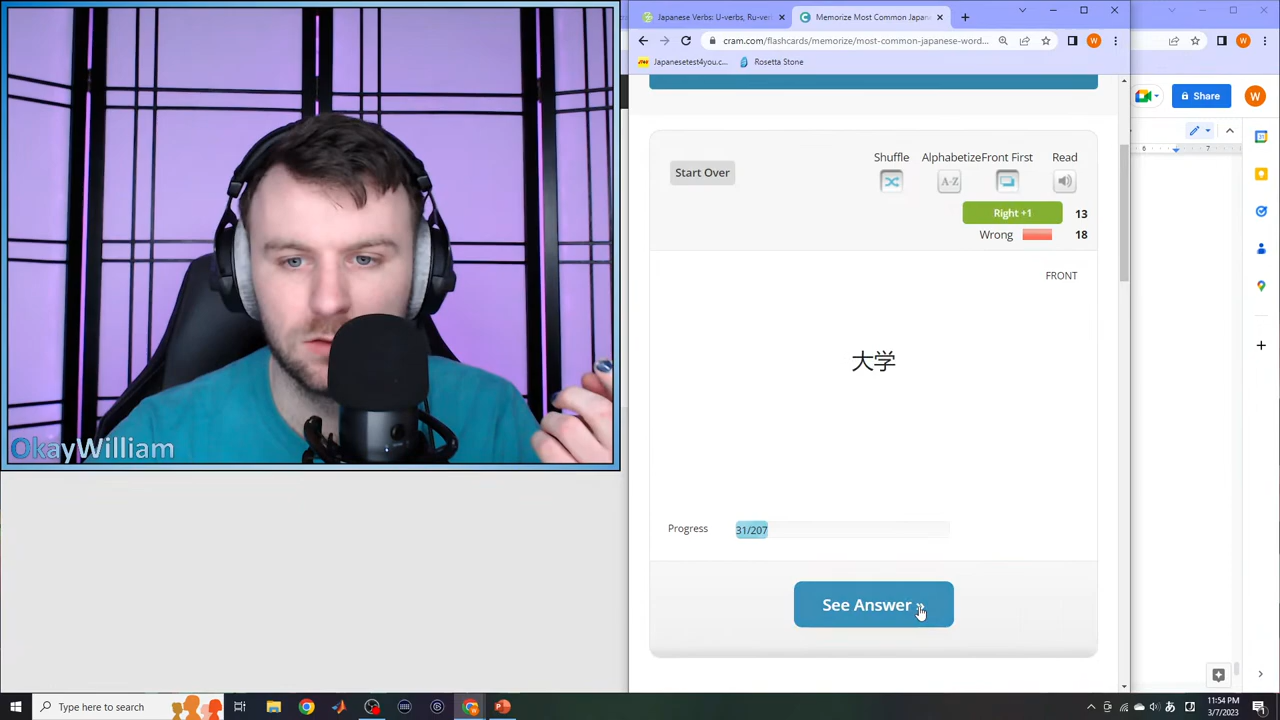 Japanese Verbs: U-verbs, Ru-ver
Memorize Most Common Japan
cram.com/flashcards/memorize/most-common-japanese-word...
W
W
Japanesetest4you.c...
Rosetta Stone
Share
W
6
7
Start Over
Shuffle
Alphabetize
Front First
Read
A-Z
Right +1
13
Wrong
18
FRONT
大学
OkayWilliam
Progress
31/207
See Answer »
Type here to search
11:54 PM
3/7/2023